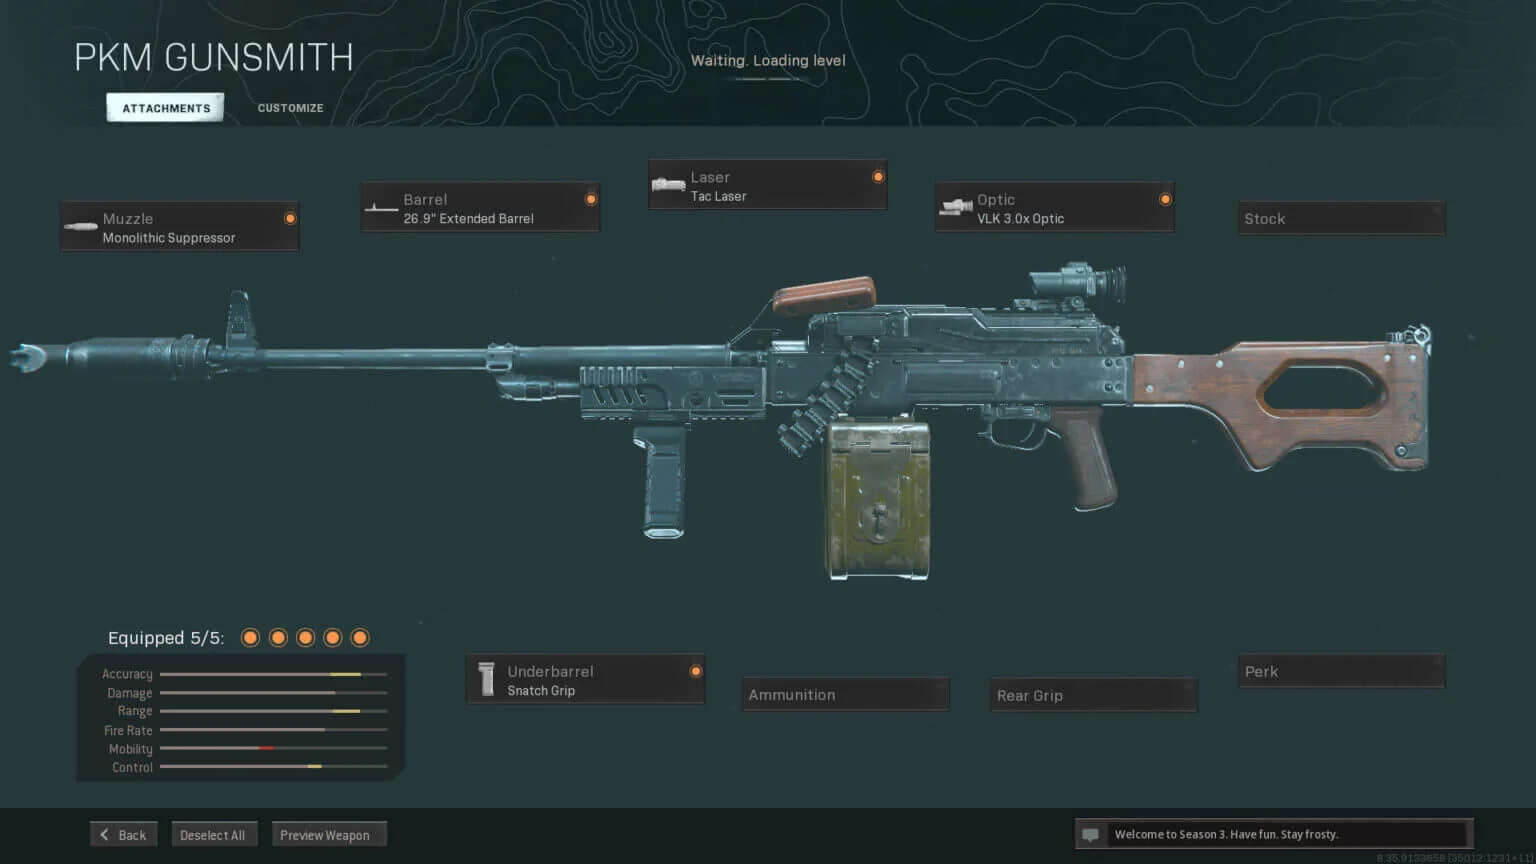 PKM GUNSMITH
Waiting. Loading level
ATTACHMENTS
CUSTOMIZE
Muzzle
Monolithic Suppressor
Barrel
26.9" Extended Barrel
Laser
Tac Laser
Optic
VLK 3.0x Optic
Stock
Equipped 5/5:
Accuracy
Damage
Range
Fire Rate
Mobility
Control
Underbarrel
Snatch Grip
Ammunition
Rear Grip
Perk
Back
Deselect All
Preview Weapon
Welcome to Season 3. Have fun. Stay frosty.